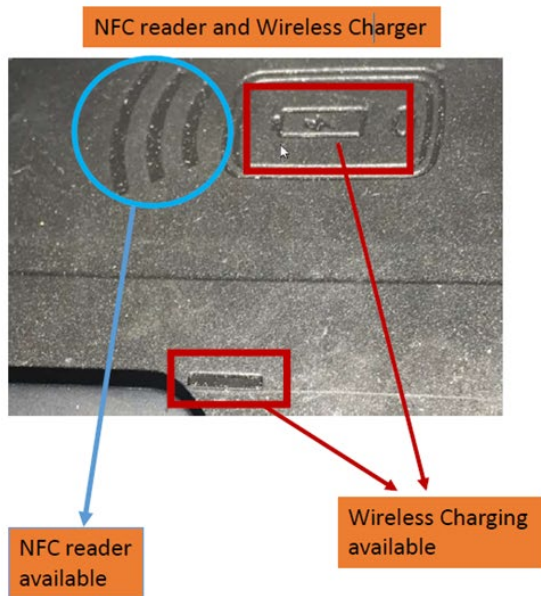 NFC reader and Wireless Charger
NFC reader
available
Wireless Charging
available